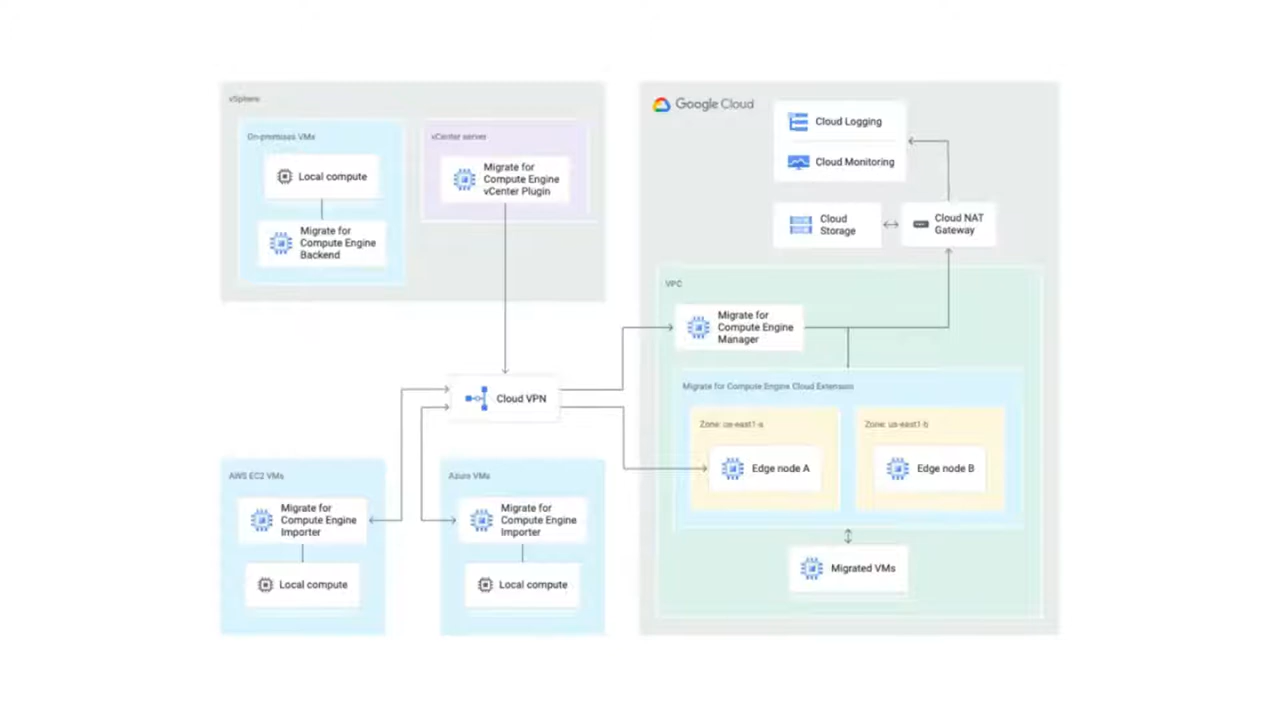 vSphere
On-premises VMs
Local compute
Migrate for
Compute Engine
Backend
vCenter server
Migrate for
Compute Engine
vCenter Plugin
Cloud VPN
AWS EC2 VMs
Migrate for
Compute Engine
Importer
Local compute
Azure VMs
Migrate for
Compute Engine
Importer
Local compute
Google Cloud
Cloud Logging
Cloud Monitoring
Cloud
Storage
Cloud NAT
Gateway
VPC
Migrate for
Compute Engine
Manager
Migrate for Compute Engine Cloud Extension
Zone: us-east1-a
Edge node A
Zone: us-east1-b
Edge node B
Migrated VMs